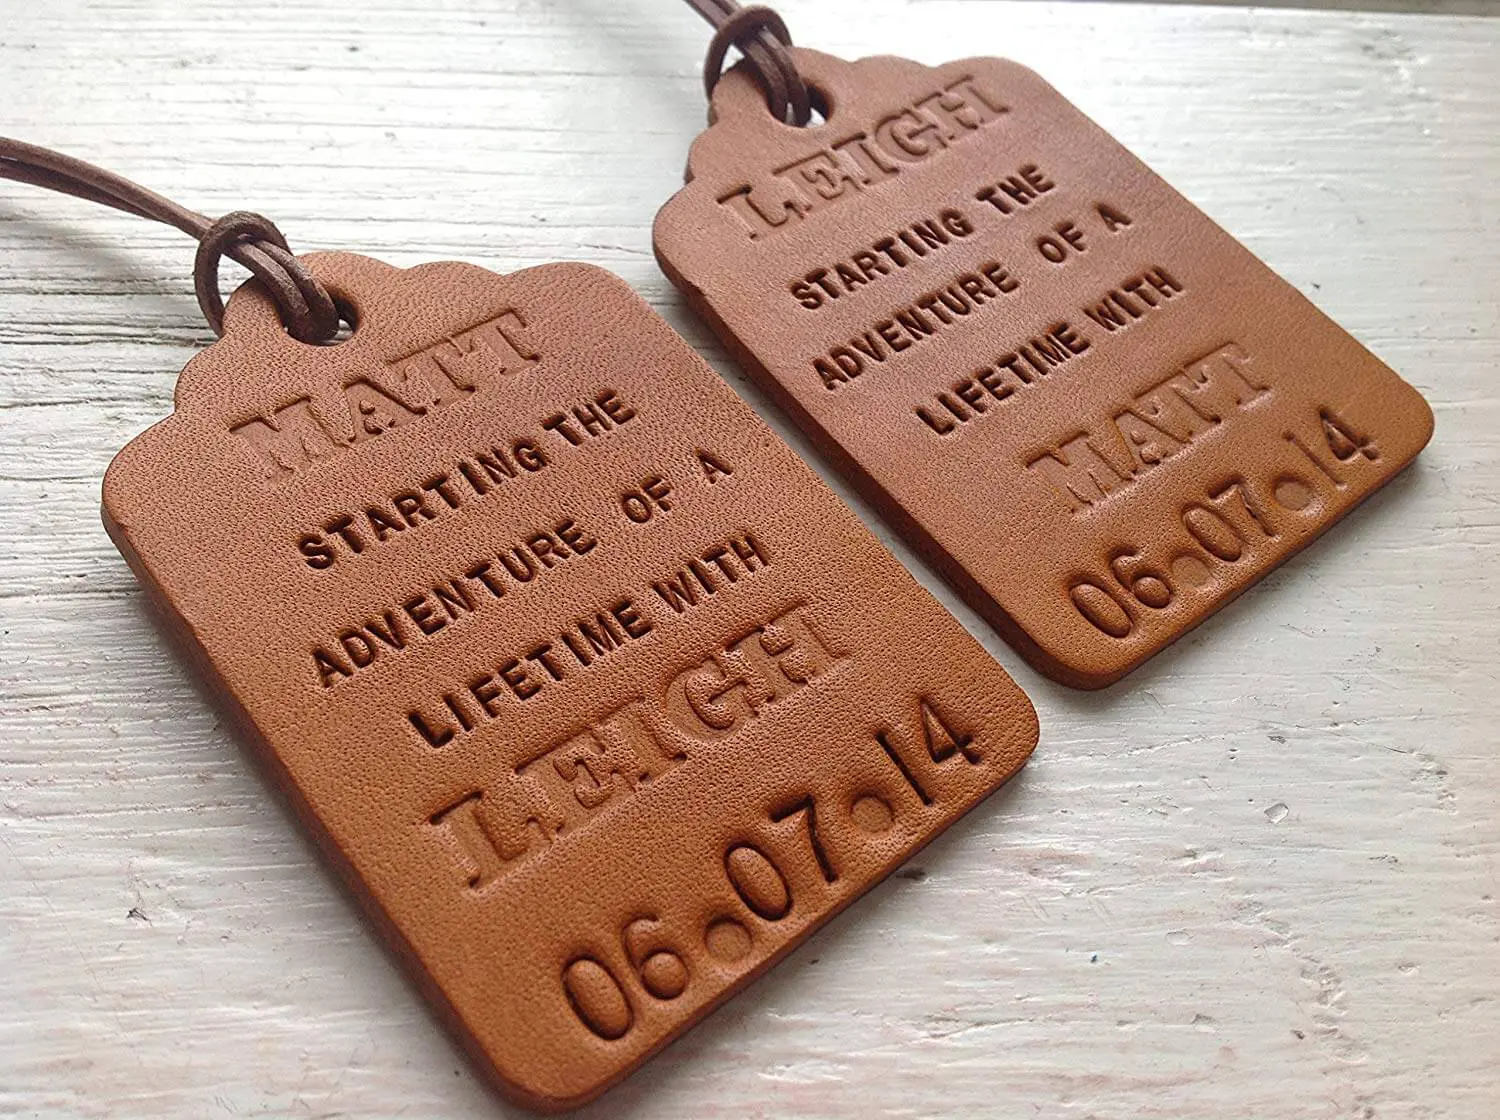 MATT
STARTING THE
ADVENTURE OF A
LIFETIME WITH
LEIGH
06.07.14
LEIGH
STARTING THE
ADVENTURE OF A
LIFETIME WITH
MATT
06.07.14